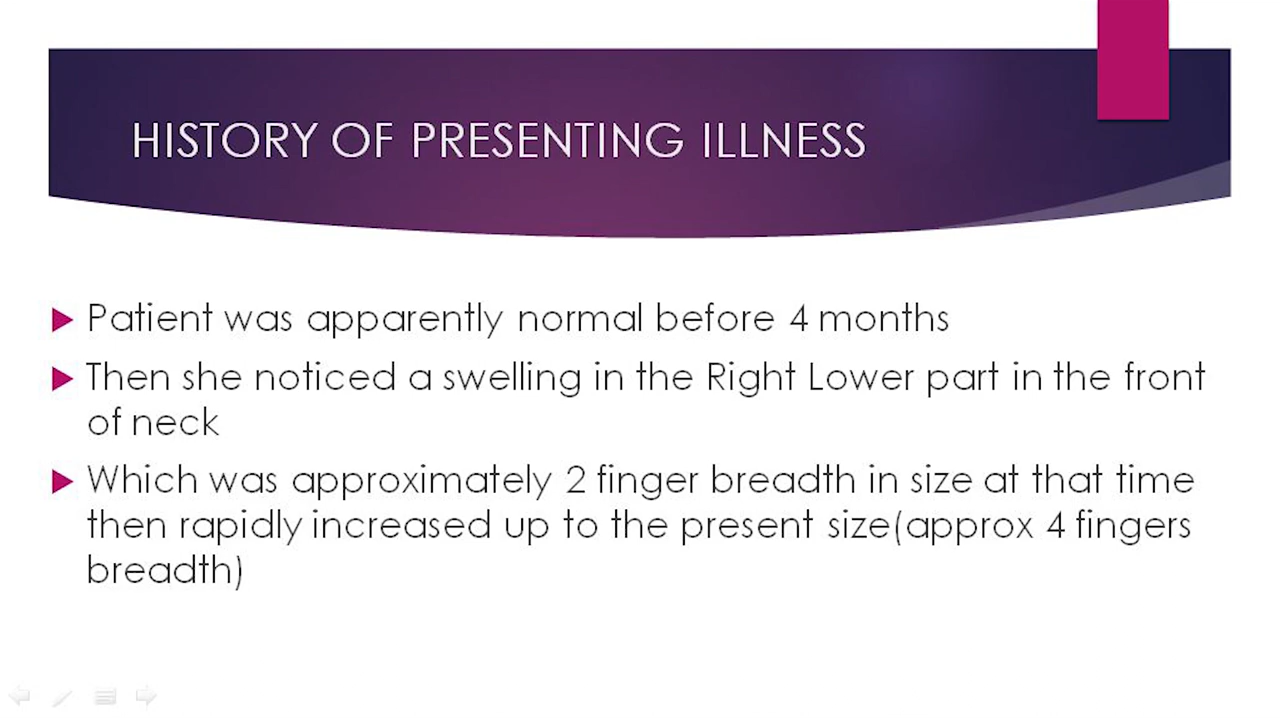 HISTORY OF PRESENTING ILLNESS
Patient was apparently normal before 4 months
Then she noticed a swelling in the Right Lower part in the front
of neck
Which was approximately 2 finger breadth in size at that time
then rapidly increased up to the present size(approx 4 fingers
breadth)